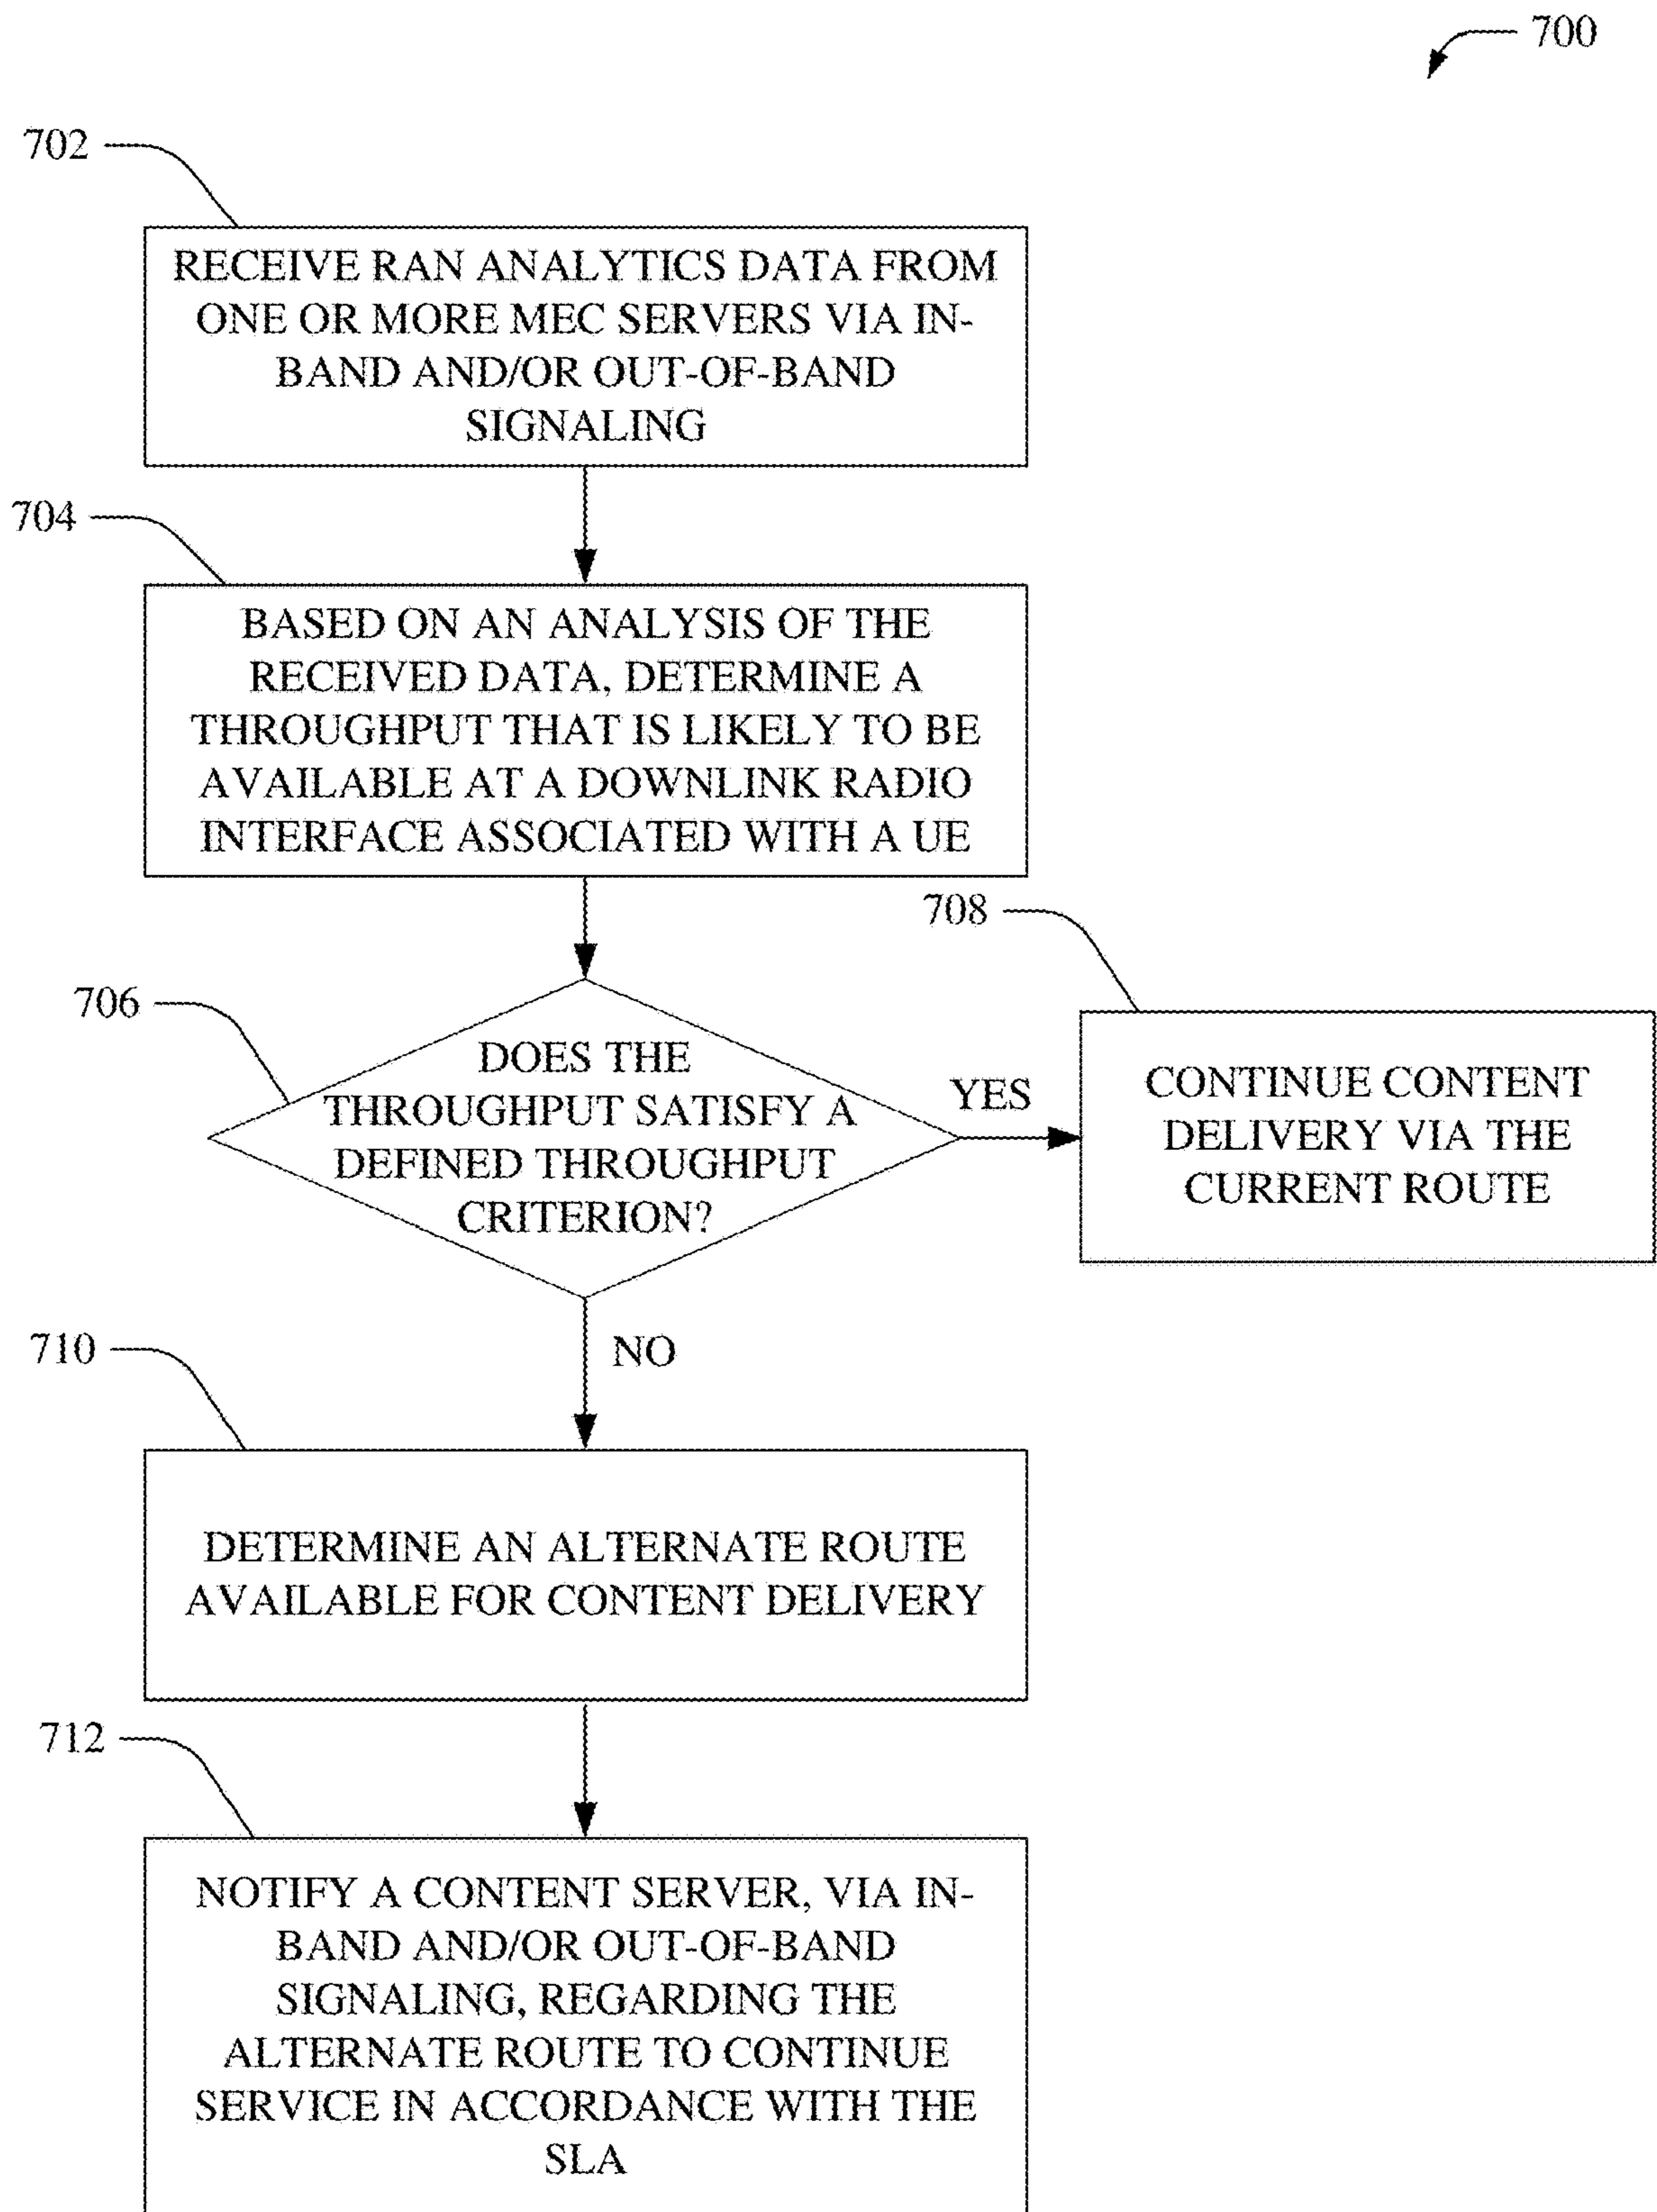 700
702
RECEIVE RAN ANALYTICS DATA FROM
ONE OR MORE MEC SERVERS VIA IN-
BAND AND/OR OUT-OF-BAND
SIGNALING
704
BASED ON AN ANALYSIS OF THE
RECEIVED DATA, DETERMINE A
THROUGHPUT THAT IS LIKELY TO BE
AVAILABLE AT A DOWNLINK RADIO
INTERFACE ASSOCIATED WITH A UE
706
DOES THE
THROUGHPUT SATISFY A
DEFINED THROUGHPUT
CRITERION?
YES
708
CONTINUE CONTENT
DELIVERY VIA THE
CURRENT ROUTE
NO
710
DETERMINE AN ALTERNATE ROUTE
AVAILABLE FOR CONTENT DELIVERY
712
NOTIFY A CONTENT SERVER, VIA IN-
BAND AND/OR OUT-OF-BAND
SIGNALING, REGARDING THE
ALTERNATE ROUTE TO CONTINUE
SERVICE IN ACCORDANCE WITH THE
SLA